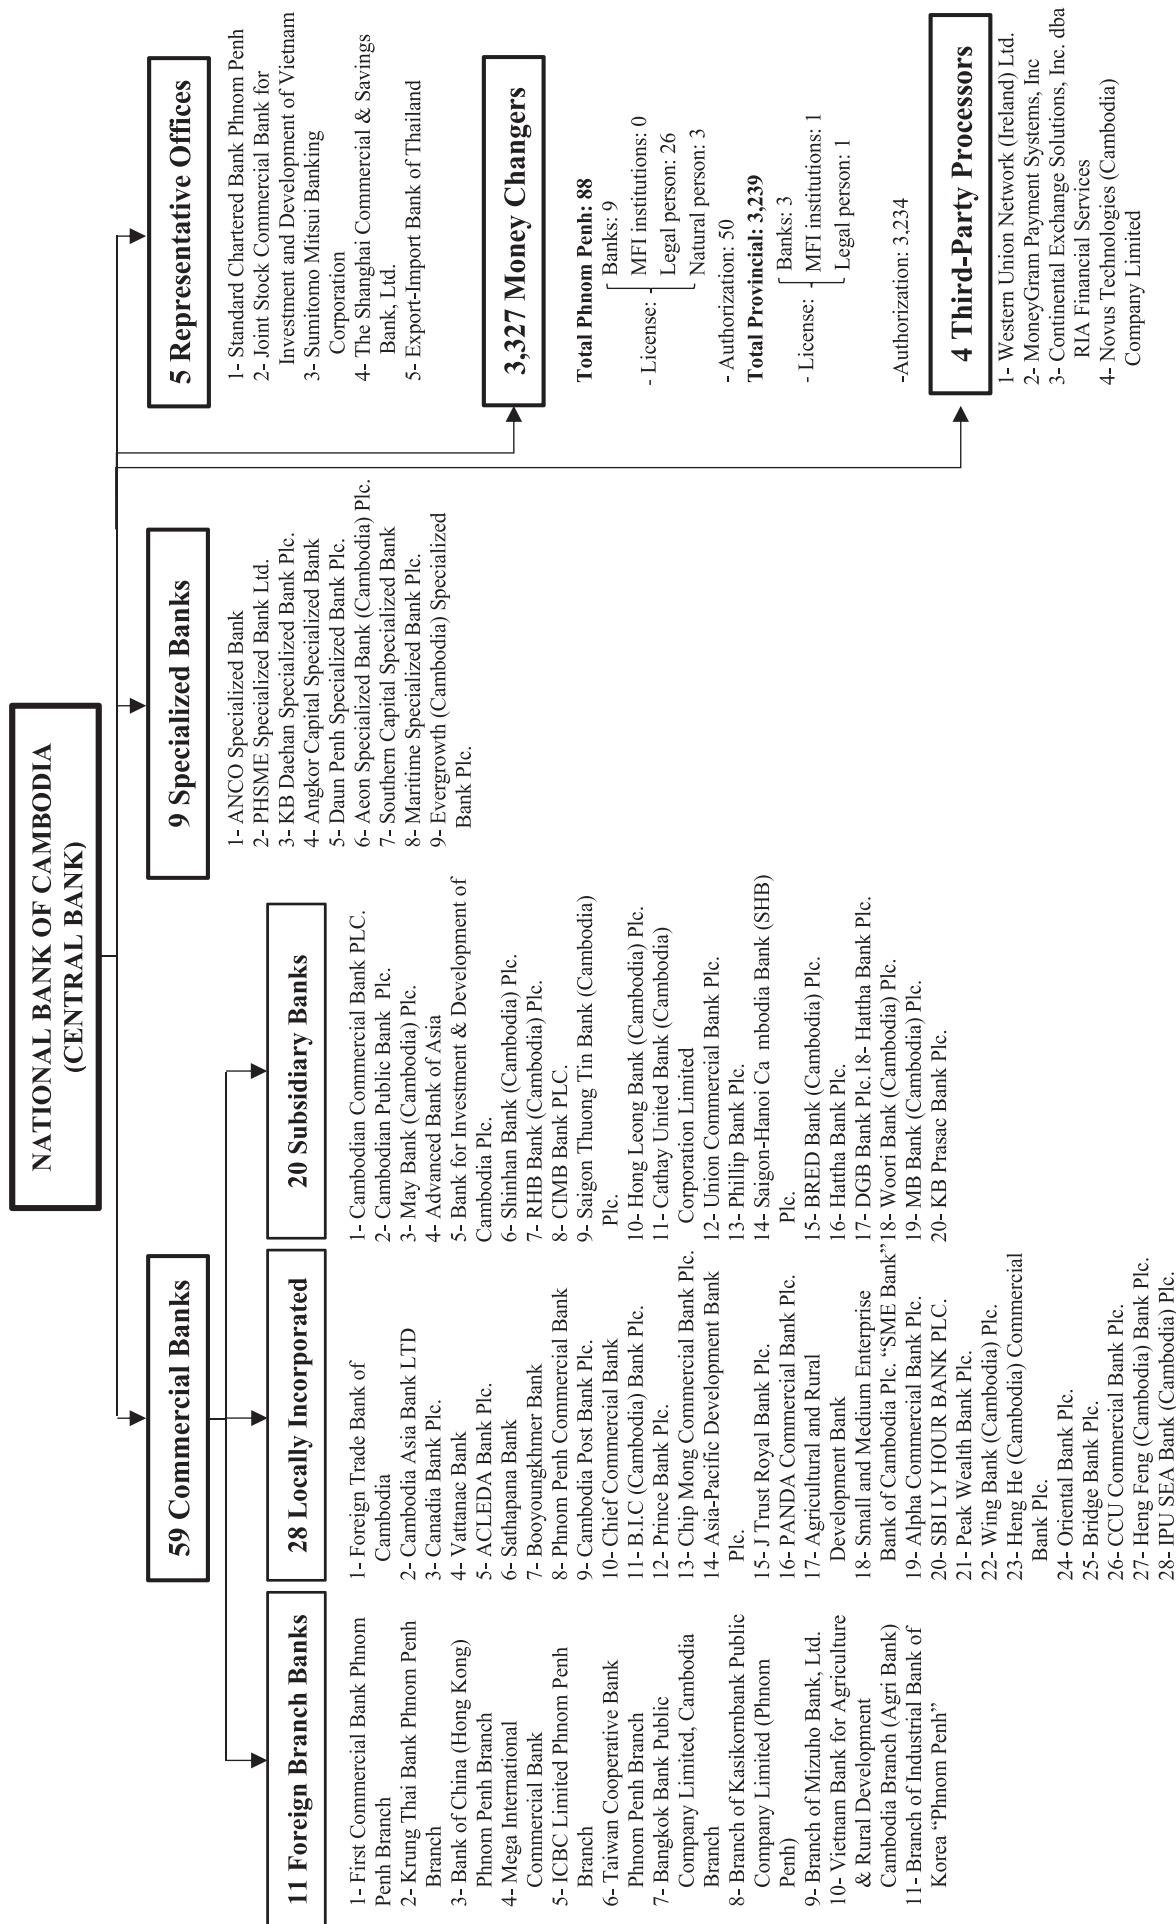 NATIONAL BANK OF CAMBODIA
(CENTRAL BANK)
59 Commercial Banks
11 Foreign Branch Banks
1- First Commercial Bank Phnom
Penh Branch
2- Krung Thai Bank Phnom Penh
Branch
3- Bank of China (Hong Kong)
Phnom Penh Branch
4- Mega International
Commercial Bank
5- ICBC Limited Phnom Penh
Branch
6- Taiwan Cooperative Bank
Phnom Penh Branch
7- Bangkok Bank Public
Company Limited, Cambodia
Branch
8- Branch of Kasikornbank Public
Company Limited (Phnom
Penh)
9- Branch of Mizuho Bank, Ltd.
10- Vietnam Bank for Agriculture
& Rural Development
Cambodia Branch (Agri Bank)
11- Branch of Industrial Bank of
Korea “Phnom Penh”
28 Locally Incorporated
1- Foreign Trade Bank of
Cambodia
2- Cambodia Asia Bank LTD
3- Canadia Bank Plc.
4- Vattanac Bank
5- ACLEDA Bank Plc.
6- Sathapana Bank
7- Booyoungkhmer Bank
8- Phnom Penh Commercial Bank
9- Cambodia Post Bank Plc.
10- Chief Commercial Bank
11- B.I.C (Cambodia) Bank Plc.
12- Prince Bank Plc.
13- Chip Mong Commercial Bank Plc.
14- Asia-Pacific Development Bank
Plc.
15- J Trust Royal Bank Plc.
16- PANDA Commercial Bank Plc.
17- Agricultural and Rural
Development Bank
18- Small and Medium Enterprise
Bank of Cambodia Plc. “SME Bank”
19- Alpha Commercial Bank Plc.
20- SBI LY HOUR BANK PLC.
21- Peak Wealth Bank Plc.
22- Wing Bank (Cambodia) Plc.
23- Heng He (Cambodia) Commercial
Bank Plc.
24- Oriental Bank Plc.
25- Bridge Bank Plc.
26- CCU Commercial Bank Plc.
27- Heng Feng (Cambodia) Bank Plc.
28- IPU SEA Bank (Cambodia) Plc.
20 Subsidiary Banks
1- Cambodian Commercial Bank PLC.
2- Cambodian Public Bank Plc.
3- May Bank (Cambodia) Plc.
4- Advanced Bank of Asia
5- Bank for Investment & Development of
Cambodia Plc.
6- Shinhan Bank (Cambodia) Plc.
7- RHB Bank (Cambodia) Plc.
8- CIMB Bank PLC.
9- Saigon Thuong Tin Bank (Cambodia)
Plc.
10- Hong Leong Bank (Cambodia) Plc.
11- Cathay United Bank (Cambodia)
Corporation Limited
12- Union Commercial Bank Plc.
13- Phillip Bank Plc.
14- Saigon-Hanoi Ca mbodia Bank (SHB)
Plc.
15- BRED Bank (Cambodia) Plc.
16- Hattha Bank Plc.
17- DGB Bank Plc.18- Hattha Bank Plc.
18- Woori Bank (Cambodia) Plc.
19- MB Bank (Cambodia) Plc.
20- KB Prasac Bank Plc.
9 Specialized Banks
1- ANCO Specialized Bank
2- PHSME Specialized Bank Ltd.
3- KB Daehan Specialized Bank Plc.
4- Angkor Capital Specialized Bank
5- Daun Penh Specialized Bank Plc.
6- Aeon Specialized Bank (Cambodia) Plc.
7- Southern Capital Specialized Bank
8- Maritime Specialized Bank Plc.
9- Evergrowth (Cambodia) Specialized
Bank Plc.
5 Representative Offices
1- Standard Chartered Bank Phnom Penh
2- Joint Stock Commercial Bank for
Investment and Development of Vietnam
3- Sumitomo Mitsui Banking
Corporation
4- The Shanghai Commercial & Savings
Bank, Ltd.
5- Export-Import Bank of Thailand
3,327 Money Changers
Total Phnom Penh: 88
Banks: 9
MFI institutions: 0
- License:
Legal person: 26
Natural person: 3
- Authorization: 50
Total Provincial: 3,239
Banks: 3
- License:
MFI institutions: 1
Legal person: 1
-Authorization: 3,234
4 Third-Party Processors
1- Western Union Network (Ireland) Ltd.
2- MoneyGram Payment Systems, Inc
3- Continental Exchange Solutions, Inc. dba
RIA Financial Services
4- Novus Technologies (Cambodia)
Company Limited